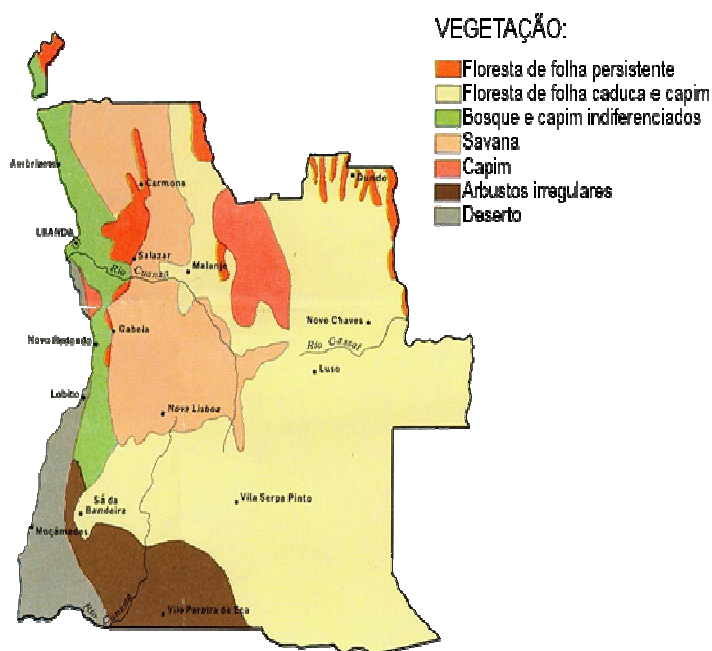 VEGETAÇÃO:
Floresta de folha persistente
Floresta de folha caduca e capim
Bosque e capim indiferenciados
Savana
Capim
Arbustos irregulares
Deserto
Dundo
Carmona
LUANDA
Salazar
Malanje
Rio Cuanza
Novo Chaves
Gabela
Novo Redondo
Rio Cassai
Luso
Lobito
Nova Lisboa
Sá da
Bandeira
Vila Serpa Pinto
Moçâmedes
Rio Cunene
Vila Pereira de Eça